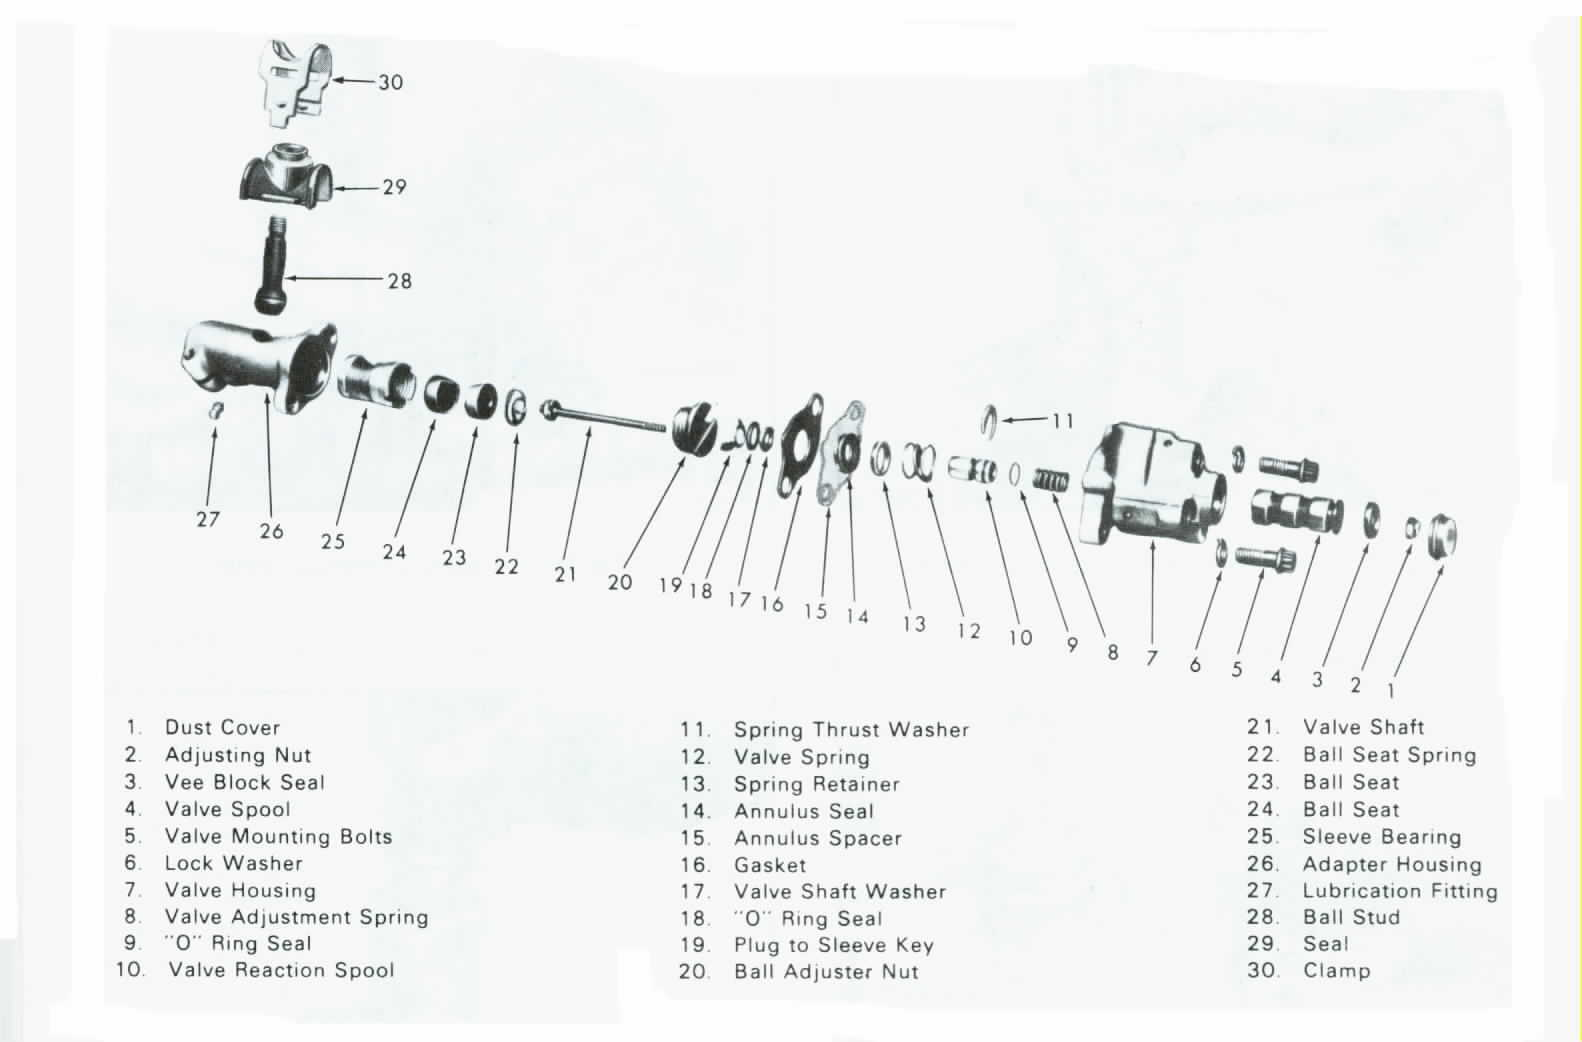 30
29
28
11
27
26
25
24
23
22
21
20
19
18
17
16
15
14
13
12
10
9
8
7
6
5
4
3
2
1
1. Dust Cover
2. Adjusting Nut
3. Vee Block Seal
4. Valve Spool
5. Valve Mounting Bolts
6. Lock Washer
7. Valve Housing
8. Valve Adjustment Spring
9. "O" Ring Seal
10. Valve Reaction Spool
11. Spring Thrust Washer
12. Valve Spring
13. Spring Retainer
14. Annulus Seal
15. Annulus Spacer
16. Gasket
17. Valve Shaft Washer
18. "O" Ring Seal
19. Plug to Sleeve Key
20. Ball Adjuster Nut
21. Valve Shaft
22. Ball Seat Spring
23. Ball Seat
24. Ball Seat
25. Sleeve Bearing
26. Adapter Housing
27. Lubrication Fitting
28. Ball Stud
29. Seal
30. Clamp